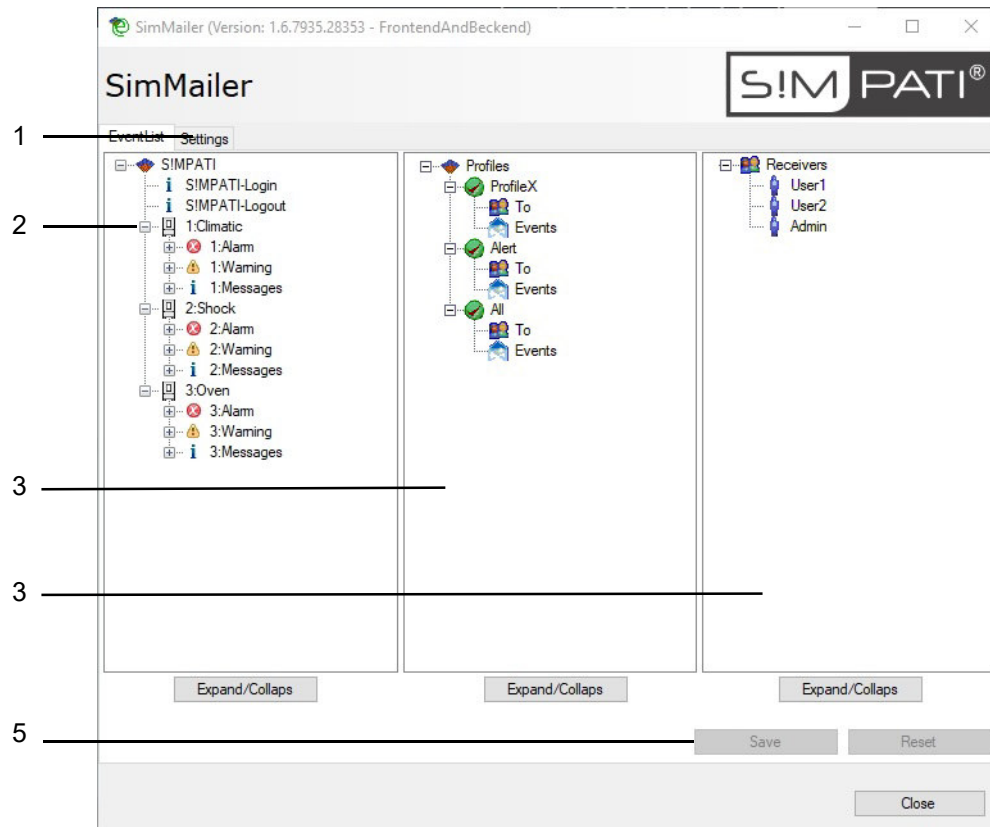 SimMailer (Version: 1.6.7935.28353 - FrontendAndBeckend)
SimMailer
S!M PATI®
1
EventList Settings
S!MPATI
S!MPATI-Login
S!MPATI-Logout
2
1:Climatic
1:Alarm
1:Warning
1:Messages
2:Shock
2:Alarm
2:Warning
2:Messages
3:Oven
3:Alarm
3:Warning
3:Messages
Profiles
ProfileX
To
Events
Alert
To
Events
All
To
Events
3
Receivers
User1
User2
Admin
3
Expand/Collaps
Expand/Collaps
Expand/Collaps
5
Save
Reset
Close